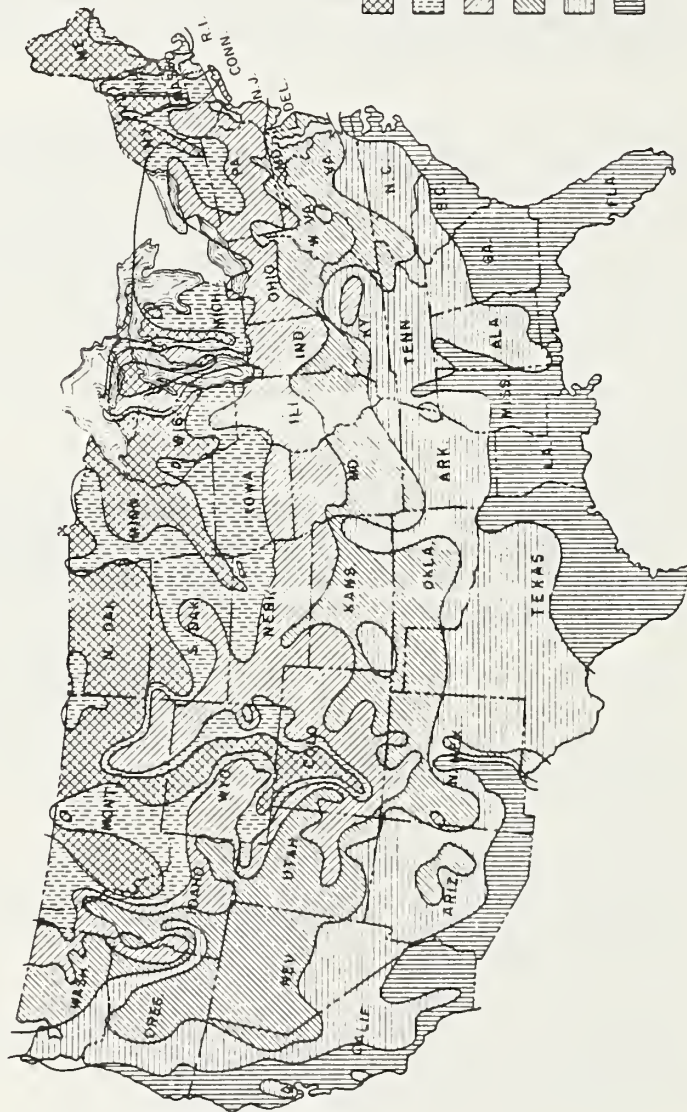 WASH
OREG
CALIF
NEV
IDAHO
MONT
WYO
UTAH
ARIZ
COLO
N. MEX
N. DAK
S. DAK
NEBR
KANS
OKLA
TEXAS
MINN
IOWA
MO
ARK
LA
WIS
ILL
MICH
IND
OHIO
KY
TENN
MISS
ALA
GA.
FLA
S.C.
N.C.
VA
W. VA
PA
N.Y.
ME.
R.I.
CONN.
N.J.
DEL.
MD